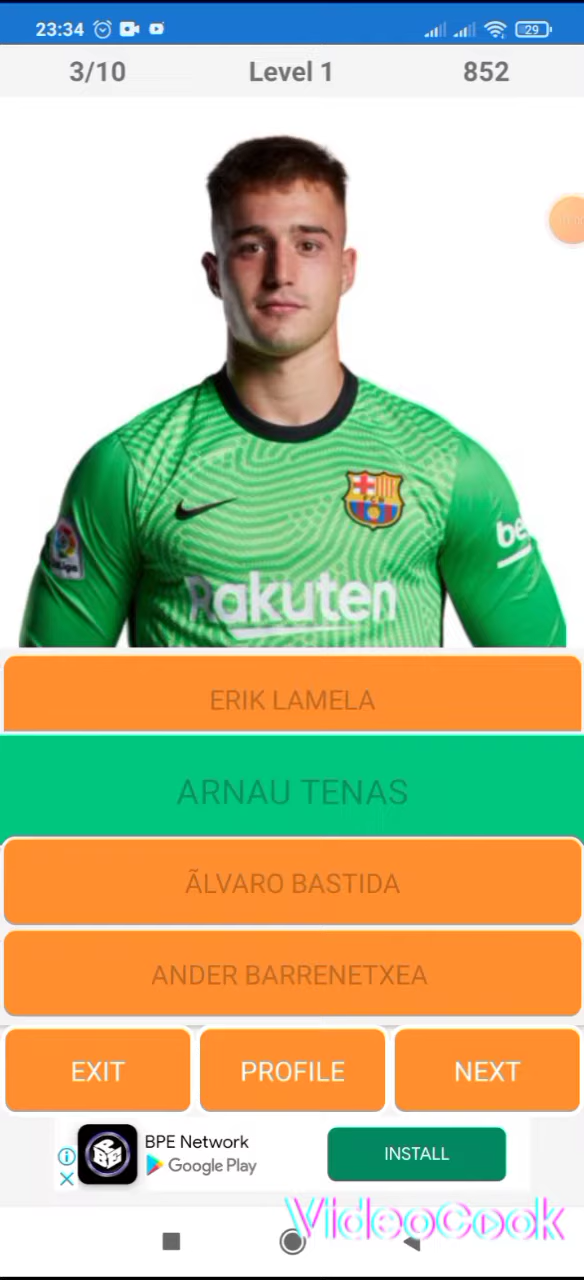 23:34
29
3/10 Level 1 852
Rakuten
ERIK LAMELA
ARNAU TENAS
ÃLVARO BASTIDA
ANDER BARRENETXEA
EXIT PROFILE NEXT
BPE Network
Google Play
INSTALL
VideoCook